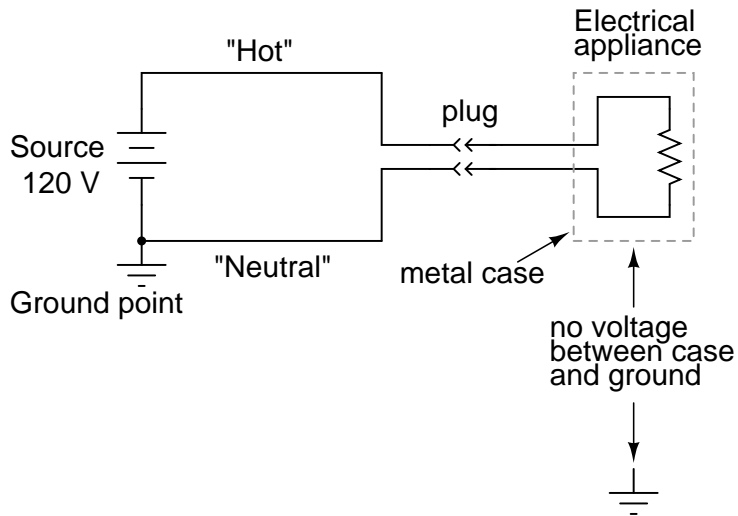 Electrical
appliance
"Hot"
plug
Source
120 V
"Neutral"
metal case
Ground point
no voltage
between case
and ground